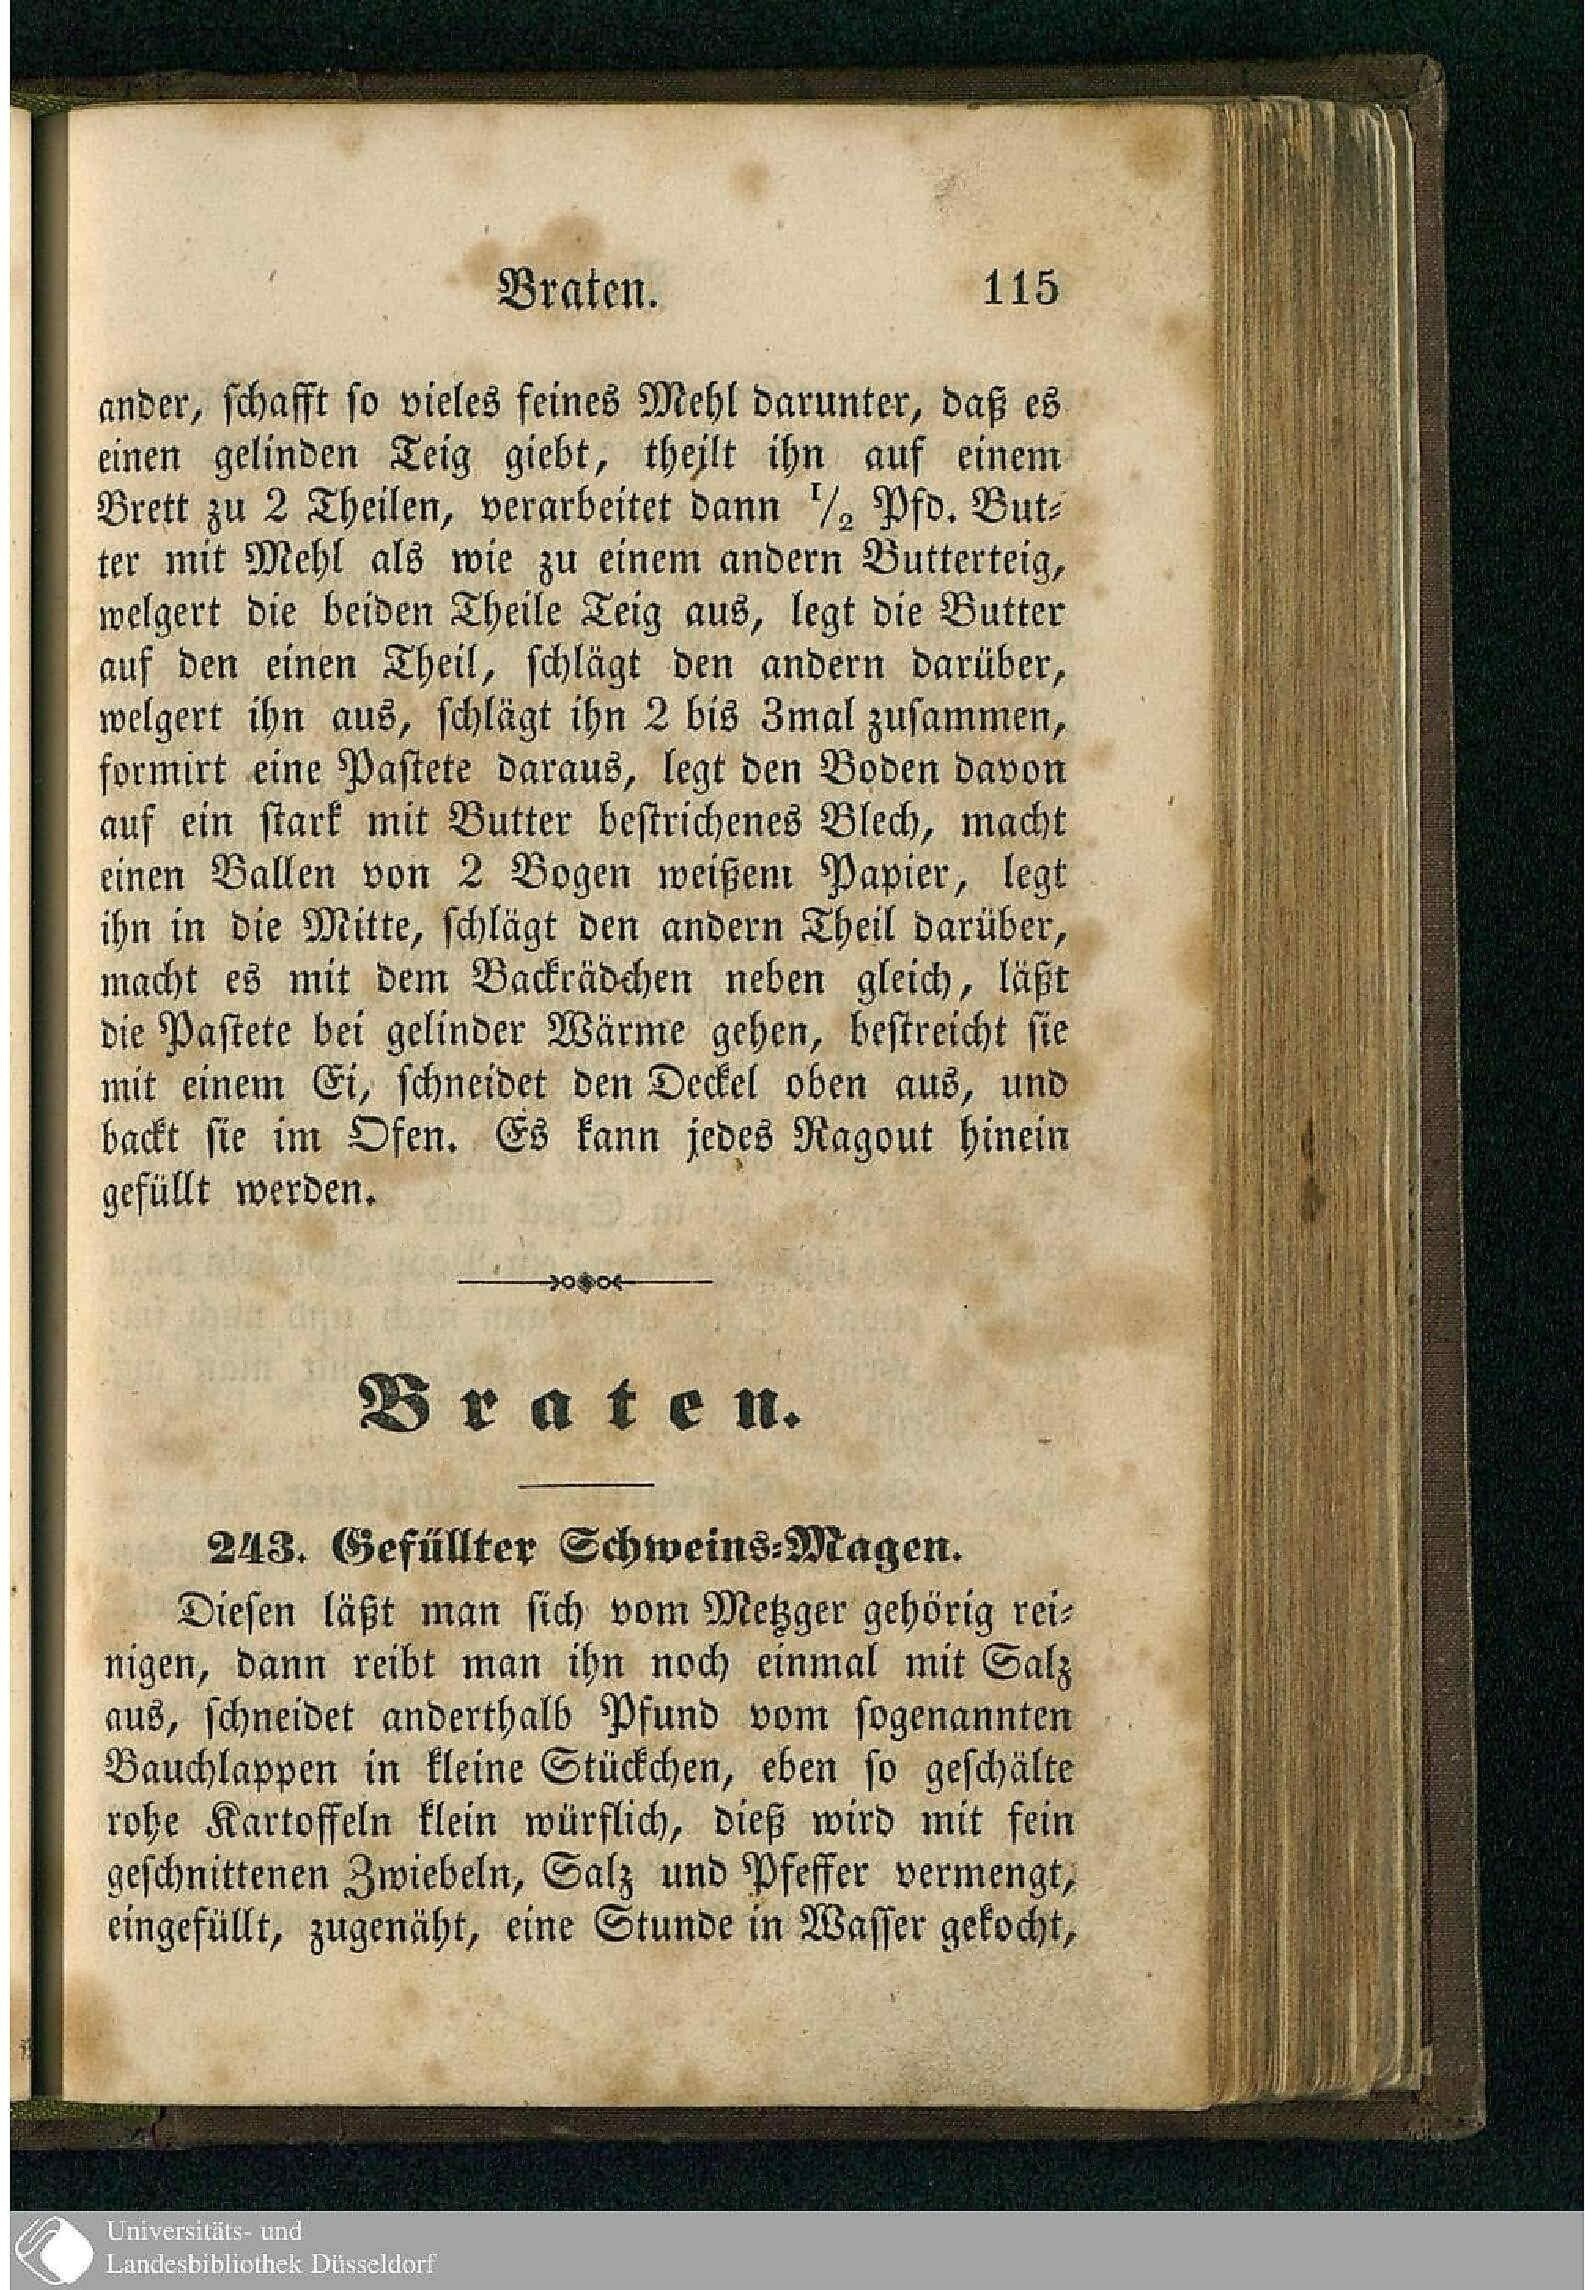 Braten. 115
ander, schafft so vieles feines Mehl darunter, daß es
einen gelinden Teig giebt, theilt ihn auf einem
Brett zu 2 Theilen, verarbeitet dann 1/2 Pfd. But-
ter mit Mehl als wie zu einem andern Butterteig,
welgert die beiden Theile Teig aus, legt die Butter
auf den einen Theil, schlägt den andern darüber,
welgert ihn aus, schlägt ihn 2 bis 3mal zusammen,
formirt eine Pastete daraus, legt den Boden davon
auf ein stark mit Butter bestrichenes Blech, macht
einen Ballen von 2 Bogen weißem Papier, legt
ihn in die Mitte, schlägt den andern Theil darüber,
macht es mit dem Backrädchen neben gleich, läßt
die Pastete bei gelinder Wärme gehen, bestreicht sie
mit einem Ei, schneidet den Deckel oben aus, und
backt sie im Ofen. Es kann jedes Ragout hinein
gefüllt werden.
Braten.
243. Gefüllter Schweins-Magen.
Diesen läßt man sich vom Metzger gehörig rei-
nigen, dann reibt man ihn noch einmal mit Salz
aus, schneidet anderthalb Pfund vom sogenannten
Bauchlappen in kleine Stückchen, eben so geschälte
rohe Kartoffeln klein würflich, dieß wird mit fein
geschnittenen Zwiebeln, Salz und Pfeffer vermengt,
eingefüllt, zugenäht, eine Stunde in Wasser gekocht,
Universitäts- und
Landesbibliothek Düsseldorf